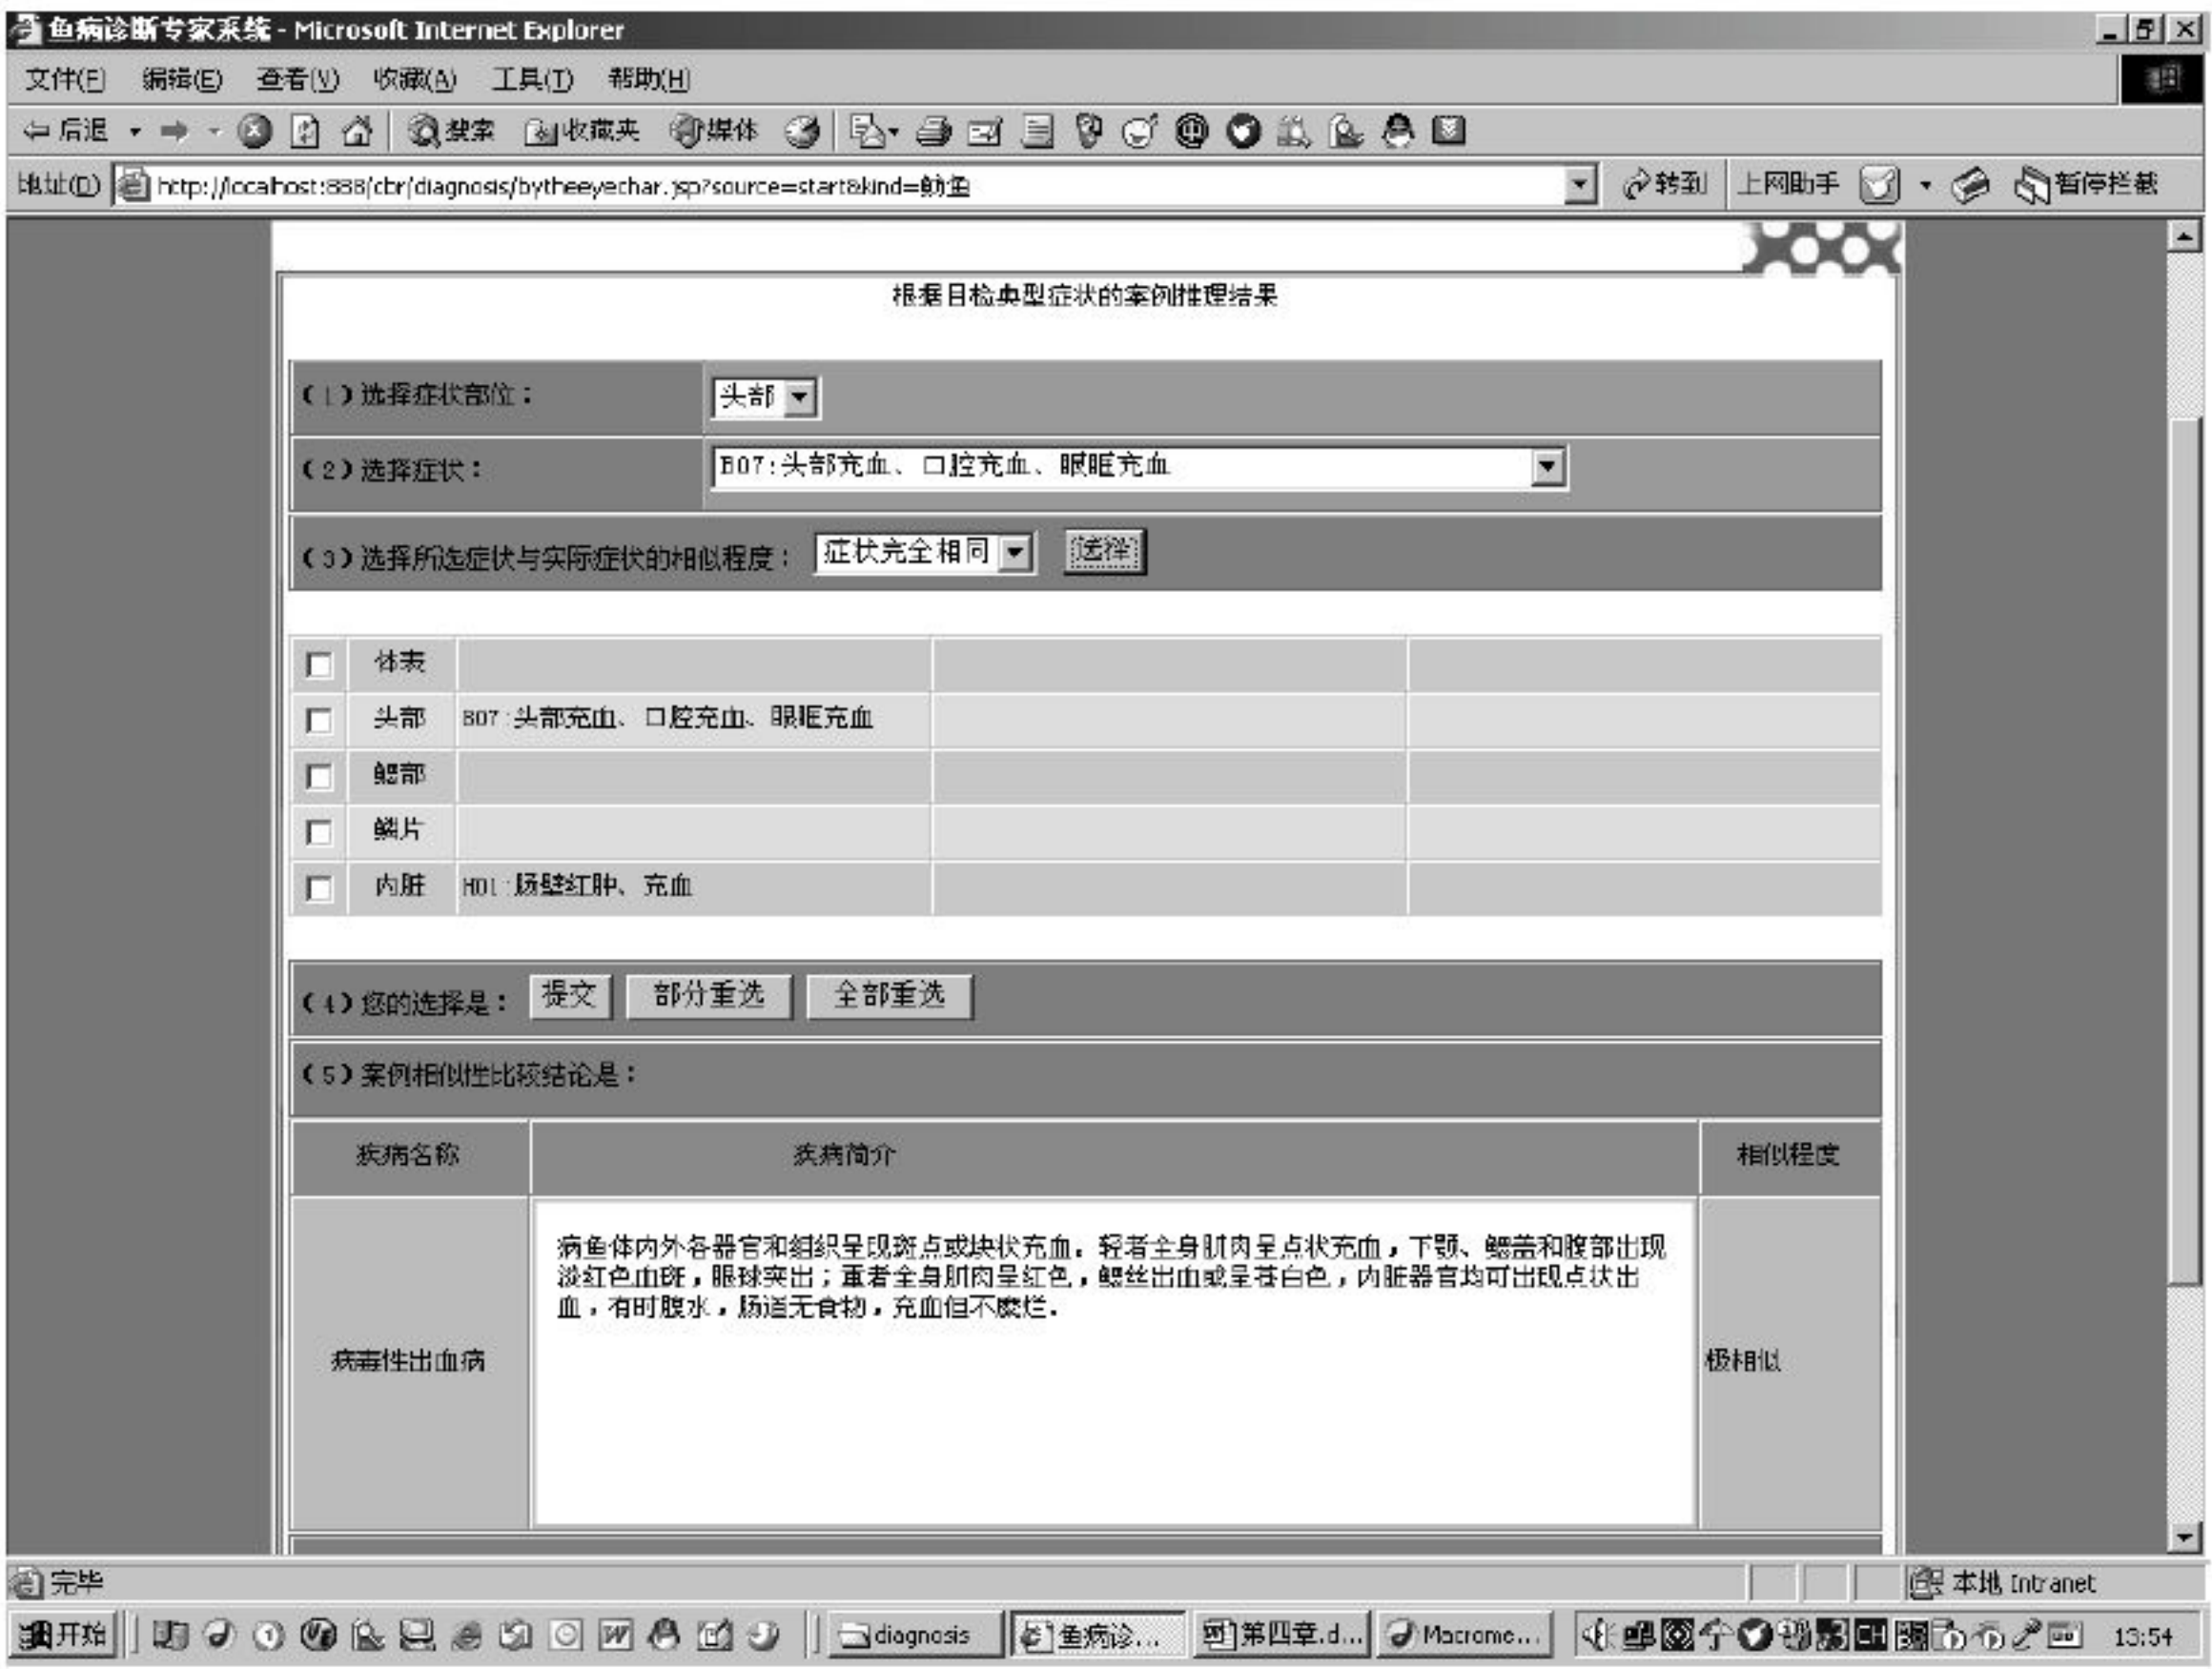 鱼病诊断专家系统 - Microsoft Internet Explorer
文件(F) 编辑(E) 查看(V) 收藏(A) 工具(T) 帮助(H)
后退 搜索 收藏夹 媒体
地址(D) http://localhost:888/cbr/diagnosis/bytheeyechar.jsp?source=start&kind=鲂鱼 转到 上网助手 暂停拦截
根据目检典型症状的案例推理结果
(1)选择症状部位: 头部
(2)选择症状: B07:头部充血、口腔充血、眼眶充血
(3)选择所选症状与实际症状的相似程度: 症状完全相同 选择
体表
头部 B07:头部充血、口腔充血、眼眶充血
鳃部
鳞片
内脏 H01:肠壁红肿、充血
(4)您的选择是: 提交 部分重选 全部重选
(5)案例相似性比较结论是:
疾病名称 疾病简介 相似程度
病鱼体内外各器官和组织呈现斑点或块状充血。轻者全身肌肉呈点状充血,下颚、鳃盖和腹部出现
淡红色血斑,眼球突出;重者全身肌肉呈红色,鳃丝出血或呈苍白色,内脏器官均可出现点状出
血,有时腹水,肠道无食物,充血但不糜烂.
病毒性出血病 极相似
完毕 本地 Intranet
开始 diagnosis 鱼病诊... 第四章.d... Macrome... CH 13:54